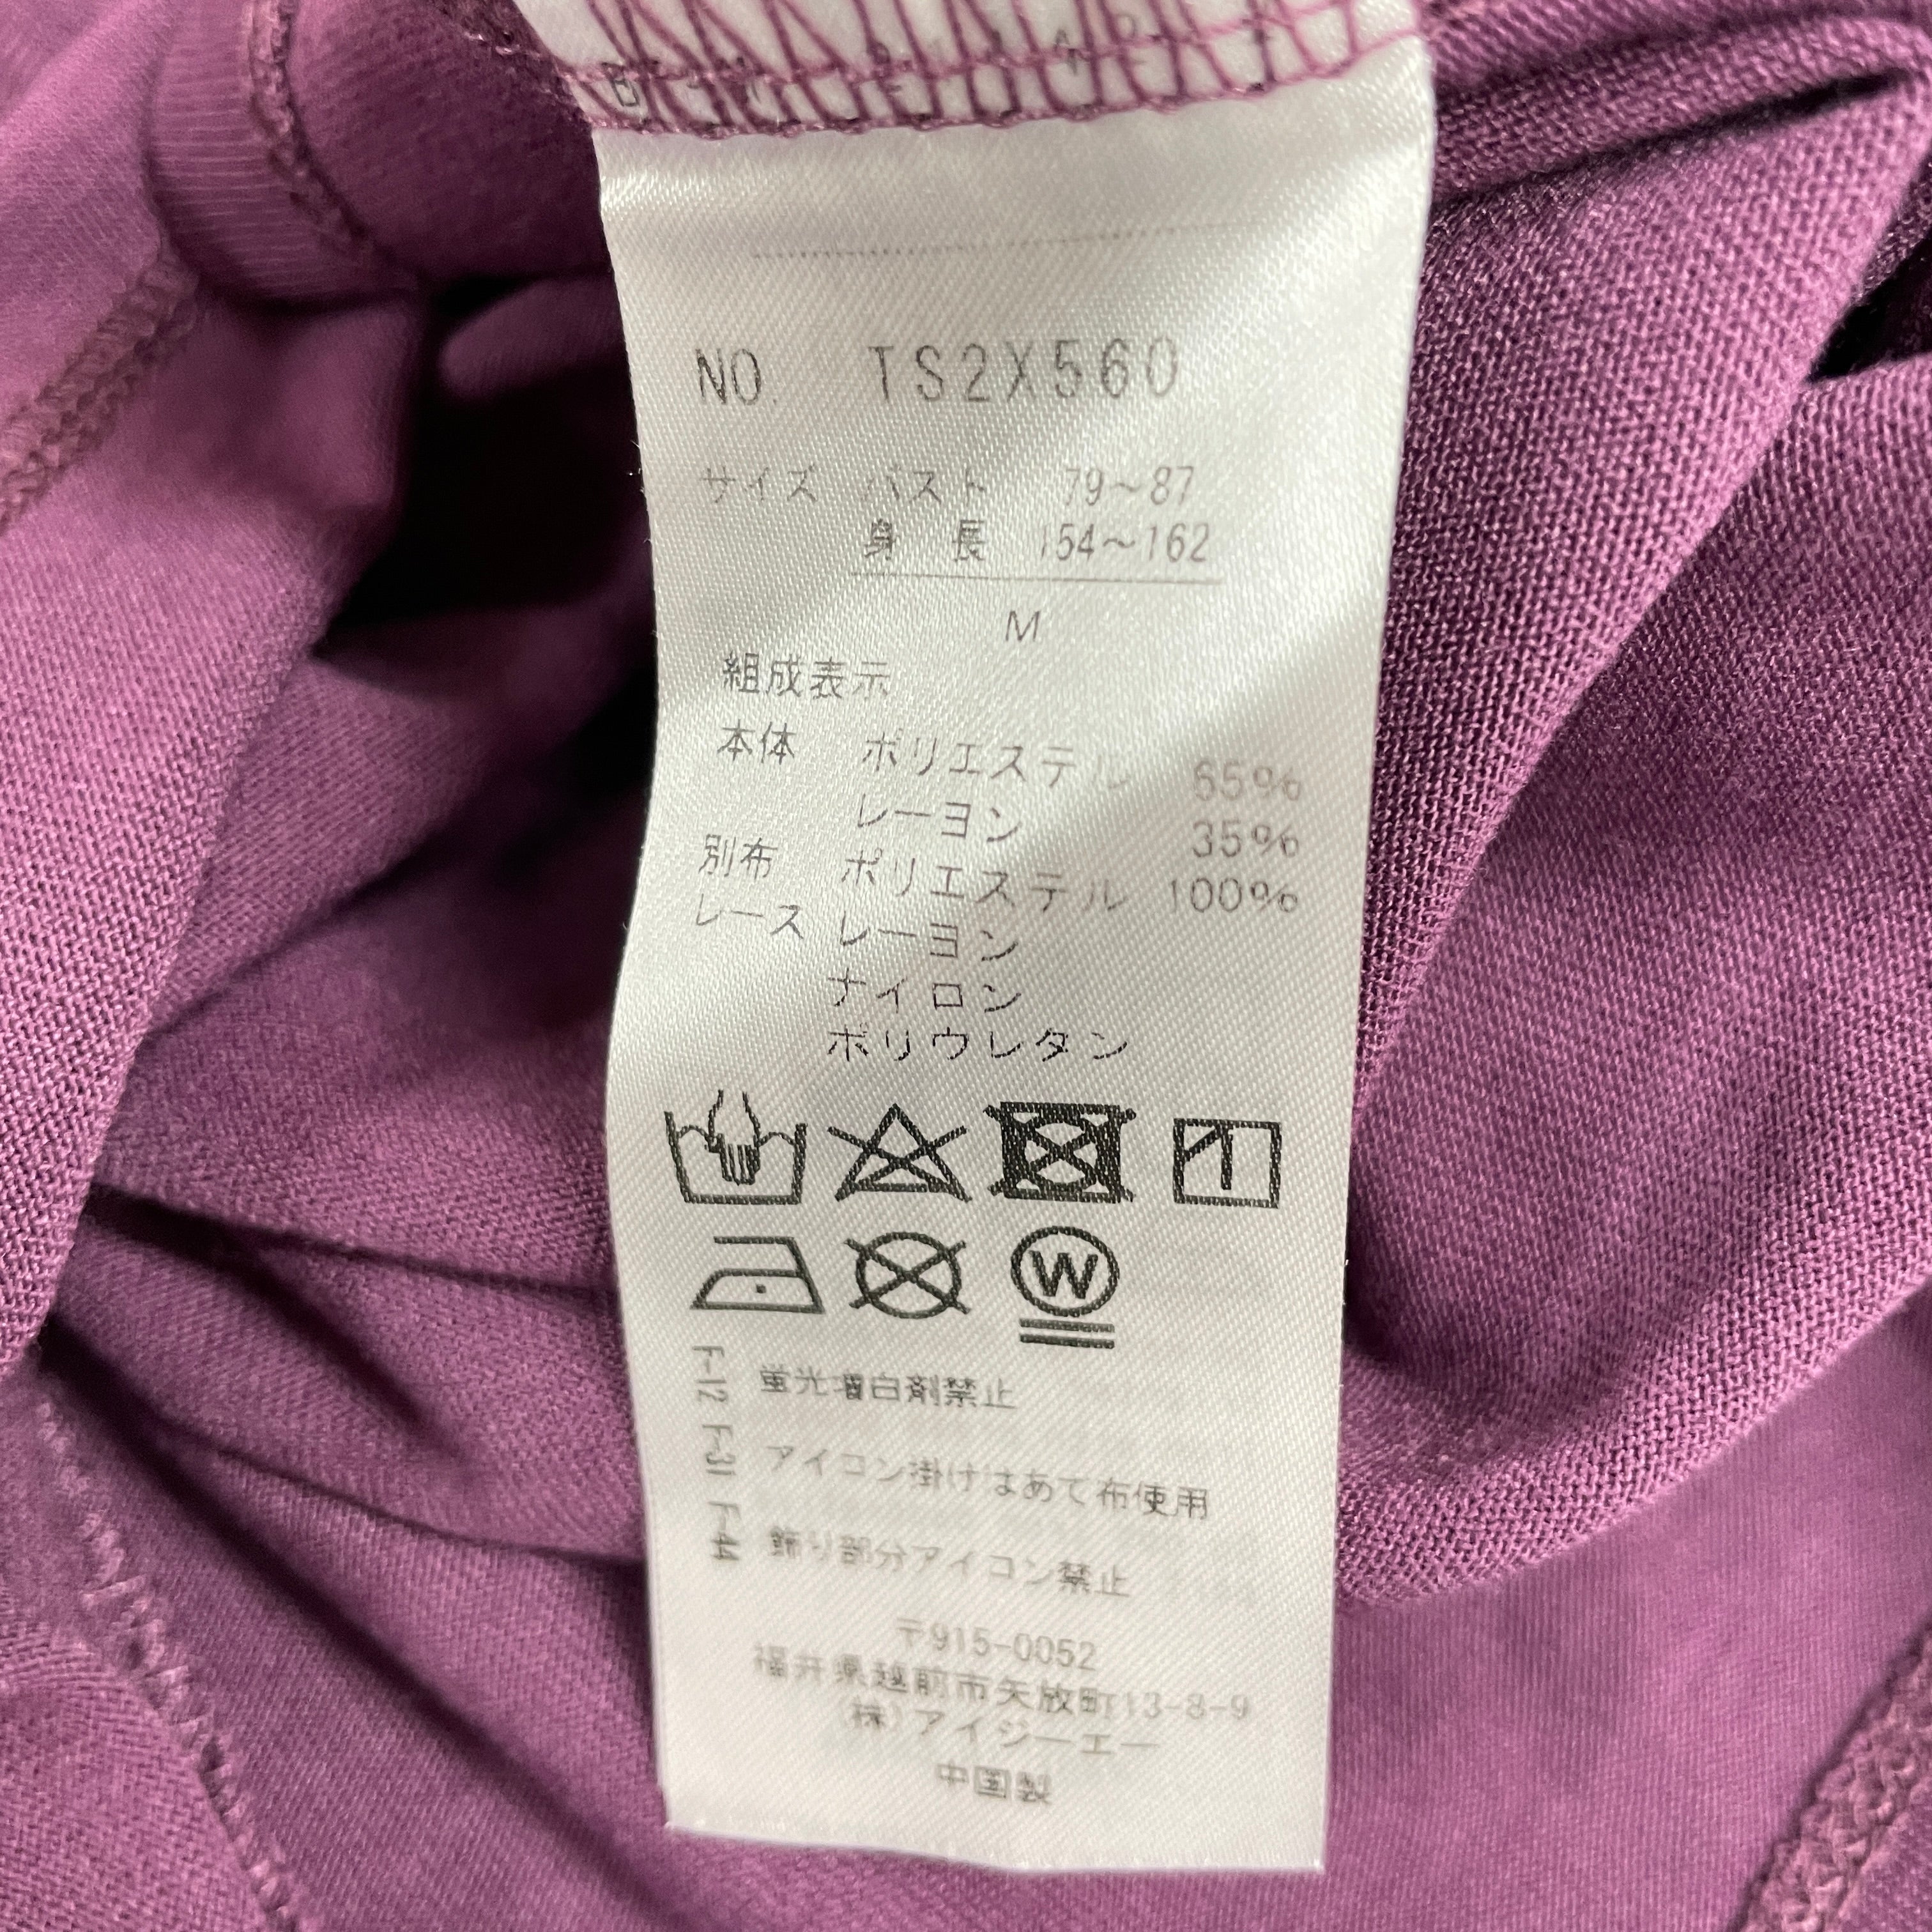 NO. TS2X560
サイズ バスト 79～87
身 長 154～162
M
組成表示
本体 ポリエステル 65%
レーヨン 35%
別布 ポリエステル 100%
レース レーヨン
ナイロン
ポリウレタン
W
F-12 蛍光増白剤禁止
F-31 アイロン掛けはあて布使用
F-44 飾り部分アイロン禁止
〒915-0052
福井県越前市矢放町13-8-9
(株)アイジーエー
中国製